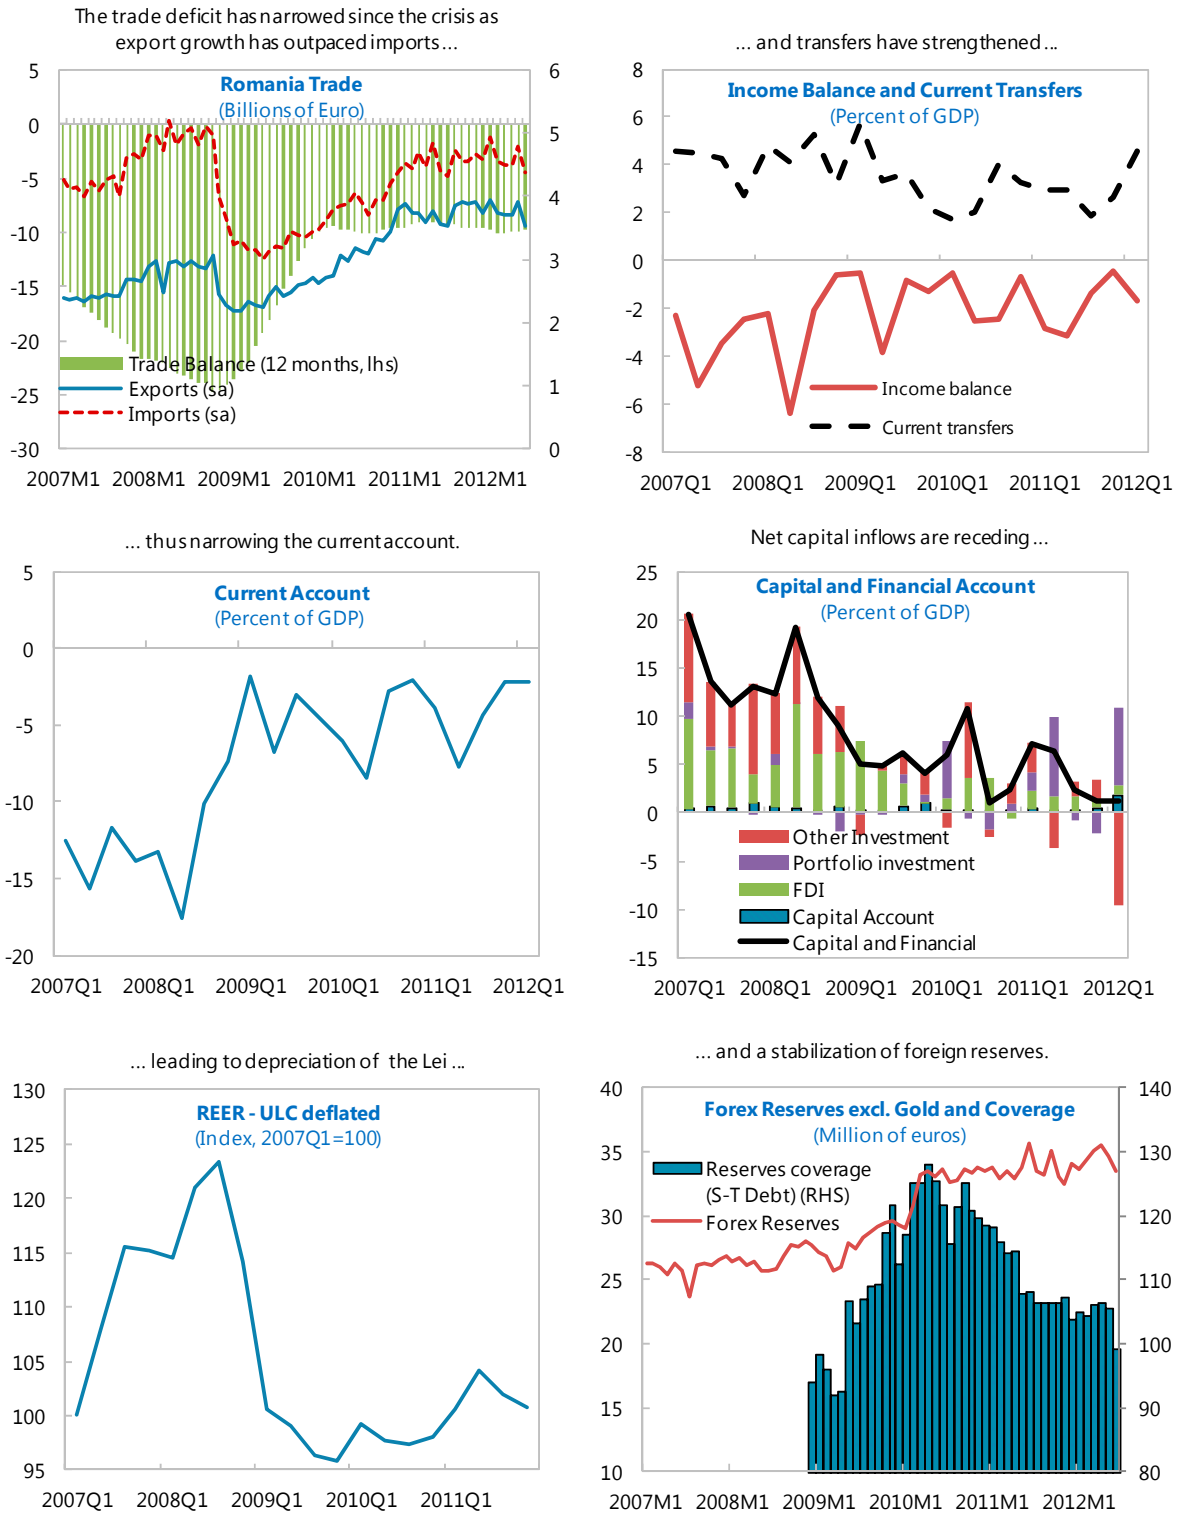 The trade deficit has narrowed since the crisis as
export growth has outpaced imports ...
Romania Trade
(Billions of Euro)
5
0
-5
-10
-15
-20
-25
-30
6
5
4
3
2
1
0
Trade Balance (12 months, lhs)
Exports (sa)
Imports (sa)
2007M1 2008M1 2009M1 2010M1 2011M1 2012M1
... and transfers have strengthened ...
Income Balance and Current Transfers
(Percent of GDP)
8
6
4
2
0
-2
-4
-6
-8
Income balance
Current transfers
2007Q1 2008Q1 2009Q1 2010Q1 2011Q1 2012Q1
... thus narrowing the current account.
Current Account
(Percent of GDP)
5
0
-5
-10
-15
-20
2007Q1 2008Q1 2009Q1 2010Q1 2011Q1 2012Q1
Net capital inflows are receding ...
Capital and Financial Account
(Percent of GDP)
25
20
15
10
5
0
-5
-10
-15
Other Investment
Portfolio investment
FDI
Capital Account
Capital and Financial
2007Q1 2008Q1 2009Q1 2010Q1 2011Q1 2012Q1
... leading to depreciation of the Lei ...
REER - ULC deflated
(Index, 2007Q1=100)
130
125
120
115
110
105
100
95
2007Q1 2008Q1 2009Q1 2010Q1 2011Q1
... and a stabilization of foreign reserves.
Forex Reserves excl. Gold and Coverage
(Million of euros)
40
35
30
25
20
15
10
140
130
120
110
100
90
80
Reserves coverage
(S-T Debt) (RHS)
Forex Reserves
2007M1 2008M1 2009M1 2010M1 2011M1 2012M1